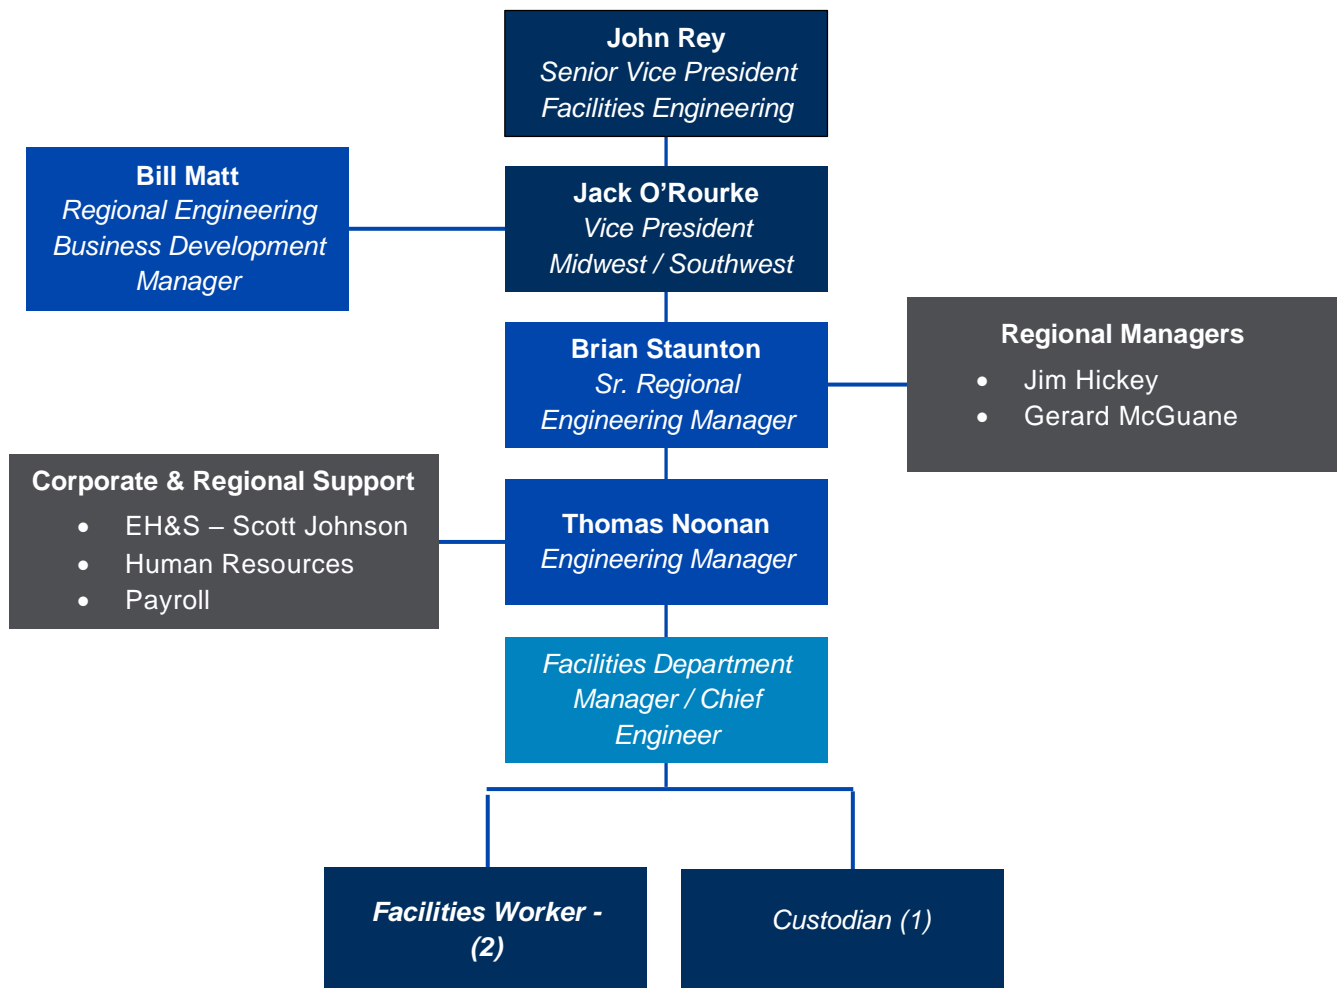 John Rey
Senior Vice President
Facilities Engineering
Bill Matt
Regional Engineering
Business Development
Manager
Jack O’Rourke
Vice President
Midwest / Southwest
Brian Staunton
Sr. Regional
Engineering Manager
Regional Managers
• Jim Hickey
• Gerard McGuane
Corporate & Regional Support
• EH&S – Scott Johnson
• Human Resources
• Payroll
Thomas Noonan
Engineering Manager
Facilities Department
Manager / Chief
Engineer
Facilities Worker -
(2)
Custodian (1)